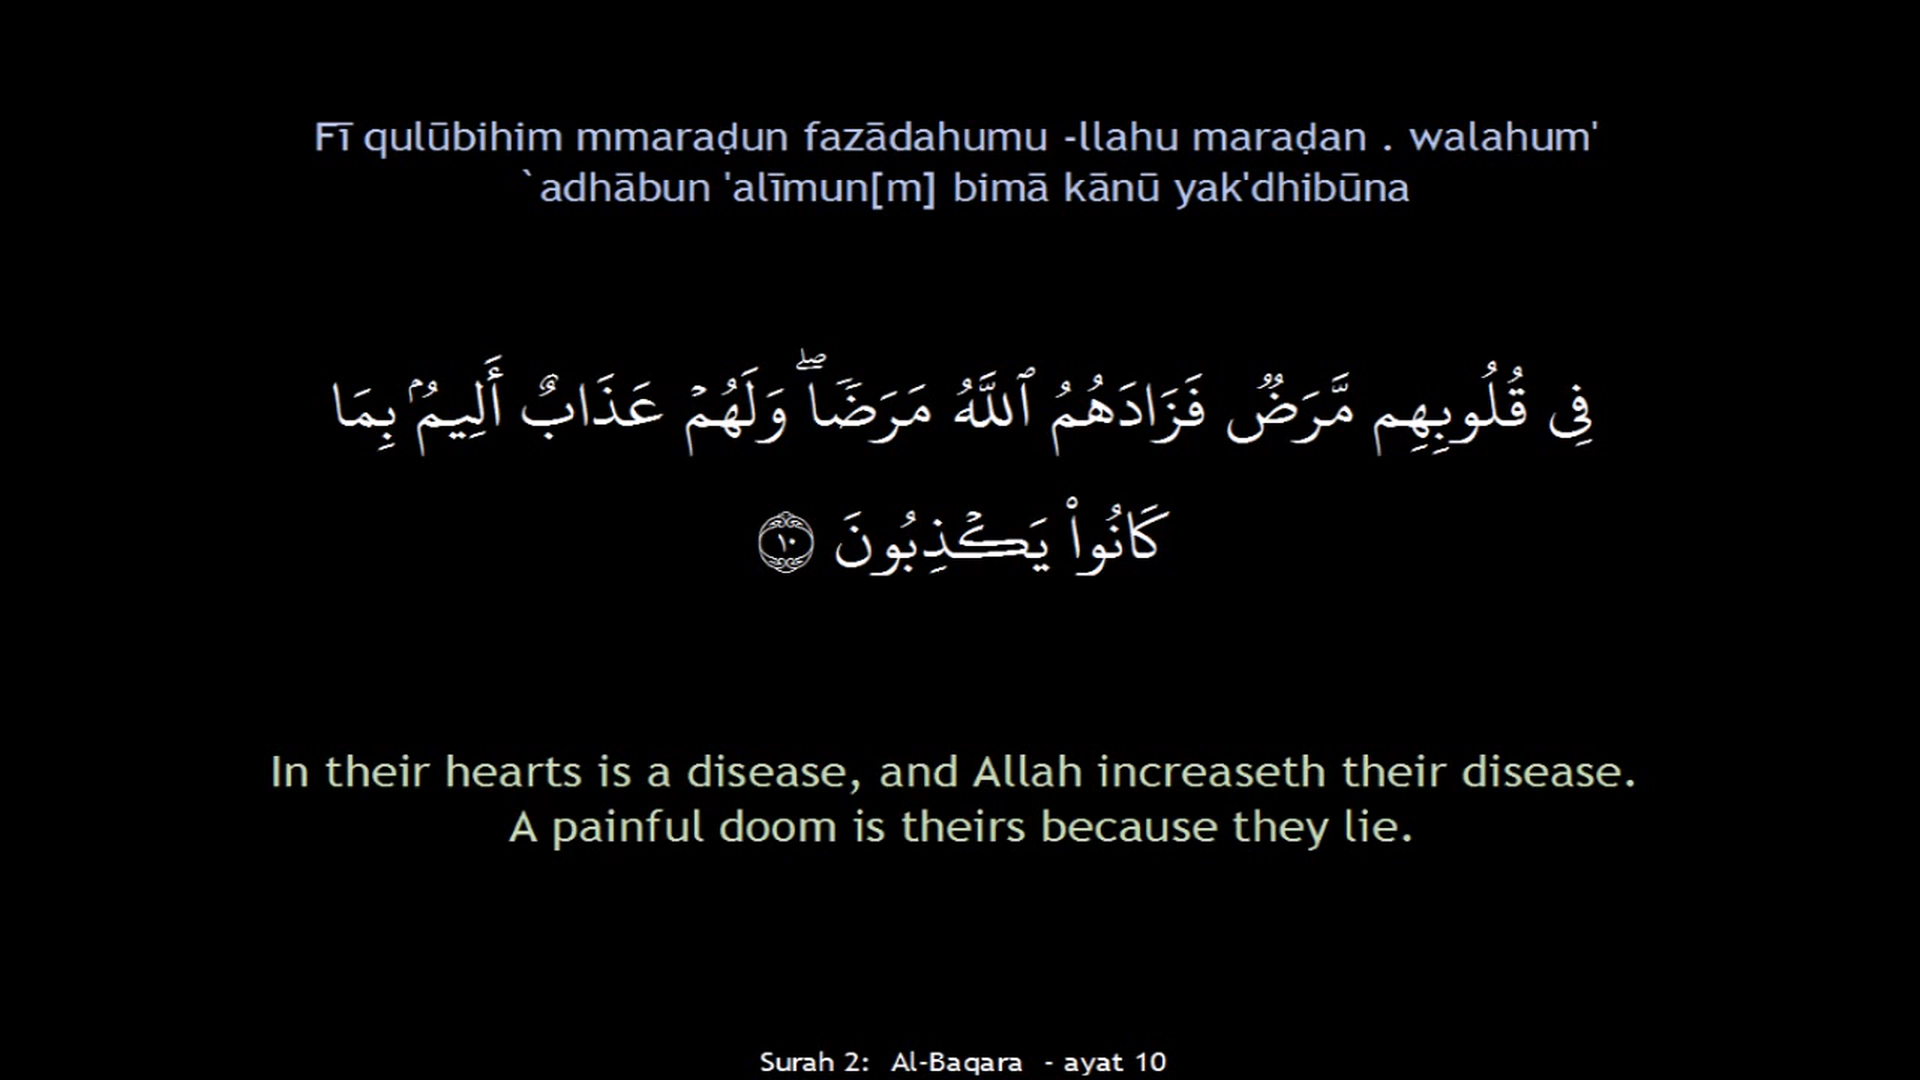 Fī qulūbihim mmaraḍun fazādahumu -llahu maraḍan . walahum'
`adhābun 'alīmun[m] bimā kānū yak'dhibūna
فِى قُلُوبِهِم مَّرَضٌۭ فَزَادَهُمُ ٱللَّهُ مَرَضًۭا ۖ وَلَهُمْ عَذَابٌ أَلِيمٌۢ بِمَا
كَانُوا۟ يَكْذِبُونَ ١٠
In their hearts is a disease, and Allah increaseth their disease.
A painful doom is theirs because they lie.
Surah 2: Al-Baqara - ayat 10